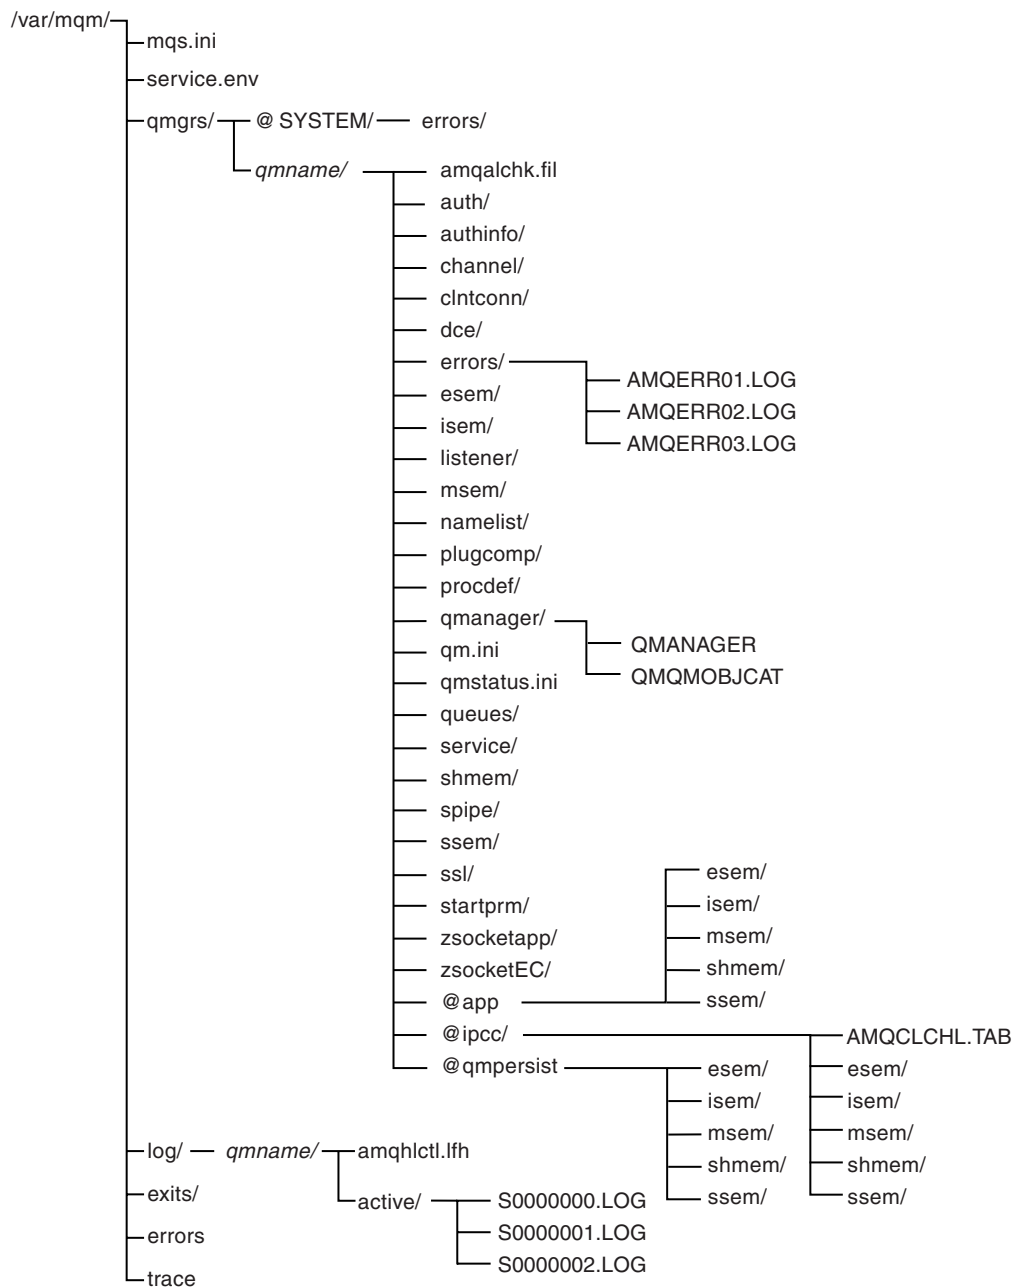 /var/mqm/
mqs.ini
service.env
qmgrs/ @ SYSTEM/ errors/
qmname/ amqalchk.fil
auth/
authinfo/
channel/
clntconn/
dce/
errors/
AMQERR01.LOG
esem/
AMQERR02.LOG
isem/
AMQERR03.LOG
listener/
msem/
namelist/
plugcomp/
procdef/
qmanager/
QMANAGER
qm.ini
QMQMOBJCAT
qmstatus.ini
queues/
service/
shmem/
spipe/
ssem/
ssl/ esem/
startprm/ isem/
zsocketapp/ msem/
zsocketEC/ shmem/
@app ssem/
@ipcc/ AMQCLCHL.TAB
@qmpersist esem/ esem/
isem/ isem/
msem/ msem/
log/ qmname/ amqhlctl.lfh
shmem/ shmem/
exits/ active/ S0000000.LOG ssem/ ssem/
S0000001.LOG
errors
S0000002.LOG
trace